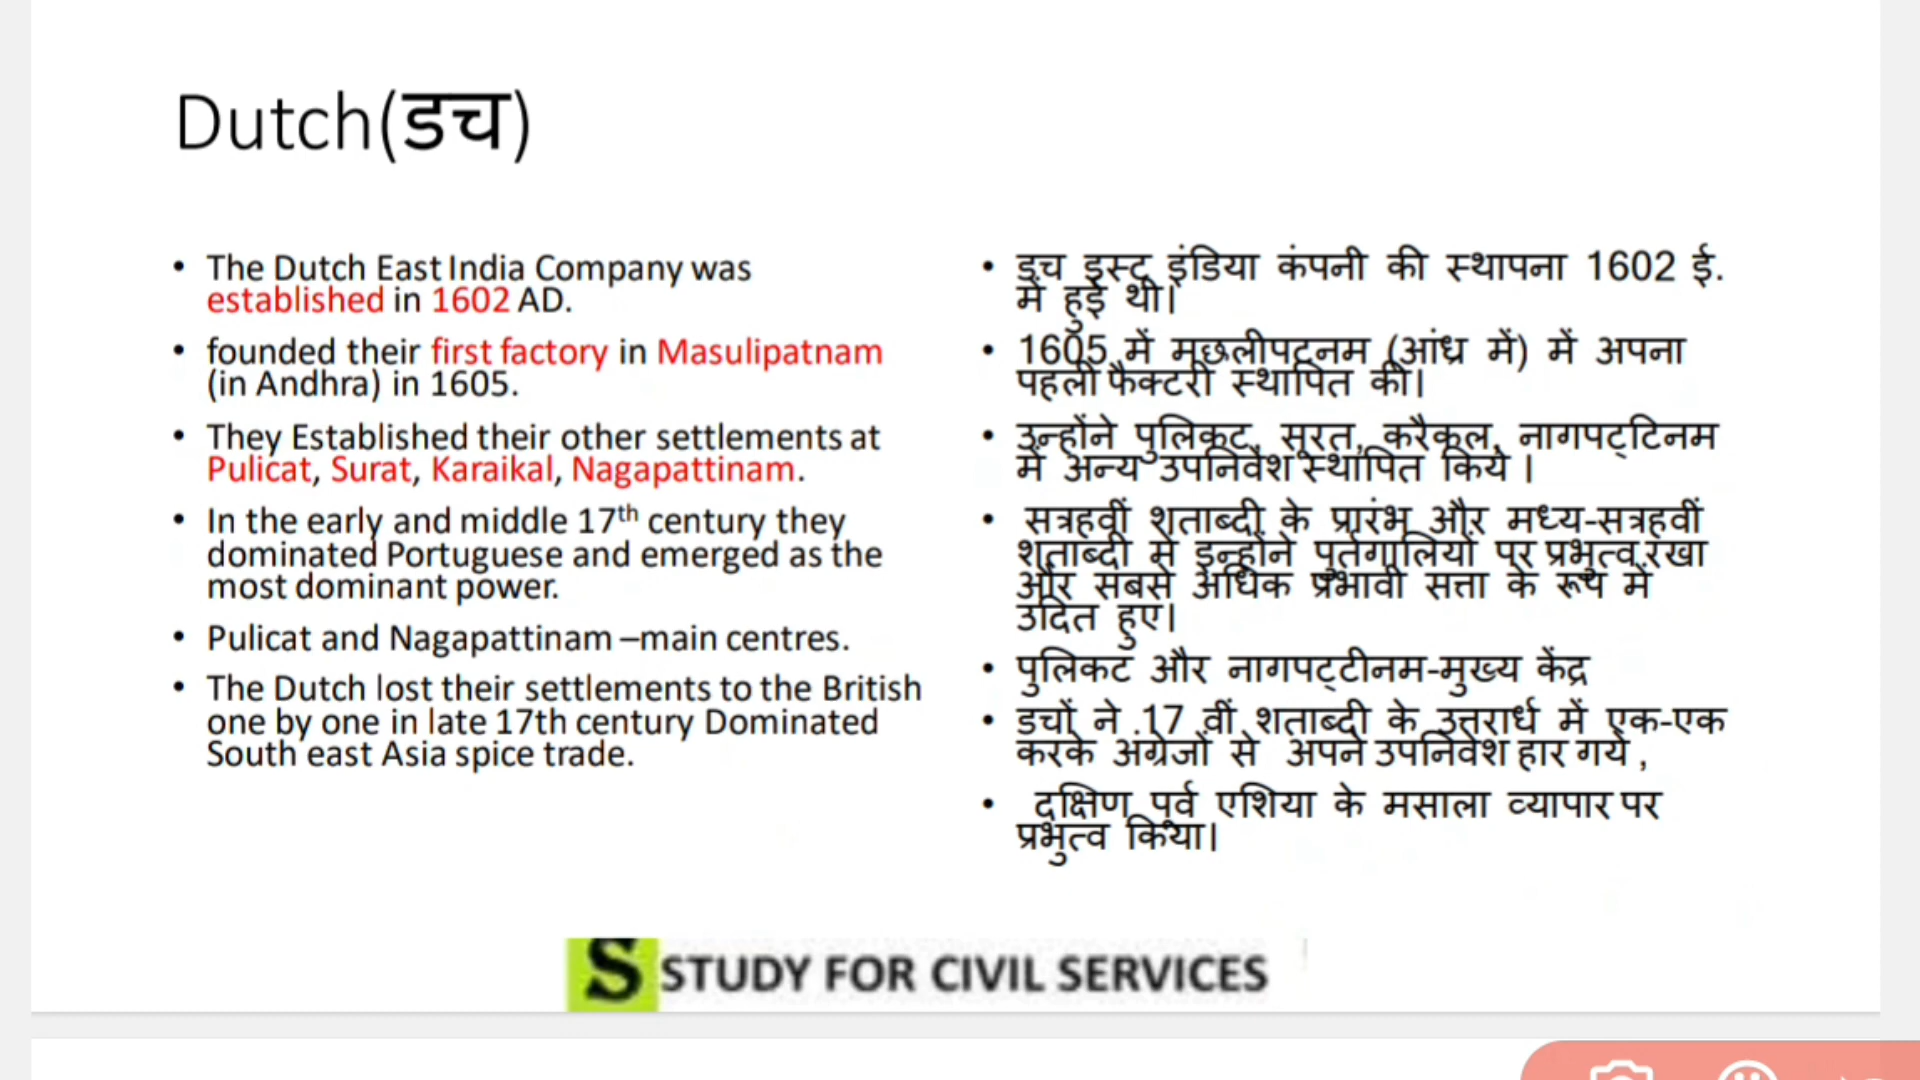 Dutch(डच)
• The Dutch East India Company was
established in 1602 AD.
• founded their first factory in Masulipatnam
(in Andhra) in 1605.
• They Established their other settlements at
Pulicat, Surat, Karaikal, Nagapattinam.
• In the early and middle 17th century they
dominated Portuguese and emerged as the
most dominant power.
• Pulicat and Nagapattinam –main centres.
• The Dutch lost their settlements to the British
one by one in late 17th century Dominated
South east Asia spice trade.
• डच इस्ट इंडिया कंपनी की स्थापना 1602 ई.
में हुई थी।
• 1605 में मछलीपटनम (आंध्र में) में अपना
पहली फैक्टरी स्थापित की।
• उन्होंने पुलिकट, सूरत, करैकल, नागपट्टिनम
में अन्य उपनिवेश स्थापित किये ।
• सत्रहवीं शताब्दी के प्रारंभ और मध्य-सत्रहवीं
शताब्दी में इन्होंने पुर्तगालियों पर प्रभुत्व रखा
और सबसे अधिक प्रभावी सत्ता के रूप में
उदित हुए।
• पुलिकट और नागपट्टीनम-मुख्य केंद्र
• डचों ने 17 वीं शताब्दी के उत्तरार्ध में एक-एक
करके अंग्रेजों से अपने उपनिवेश हार गये ,
• दक्षिण पूर्व एशिया के मसाला व्यापार पर
प्रभुत्व किया।
S STUDY FOR CIVIL SERVICES